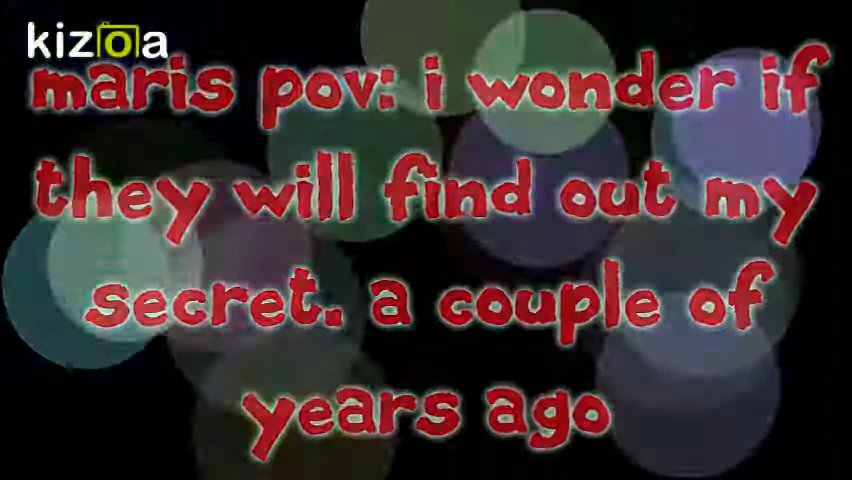 kizoa
maris pov: i wonder if
they will find out my
secret. a couple of
years ago